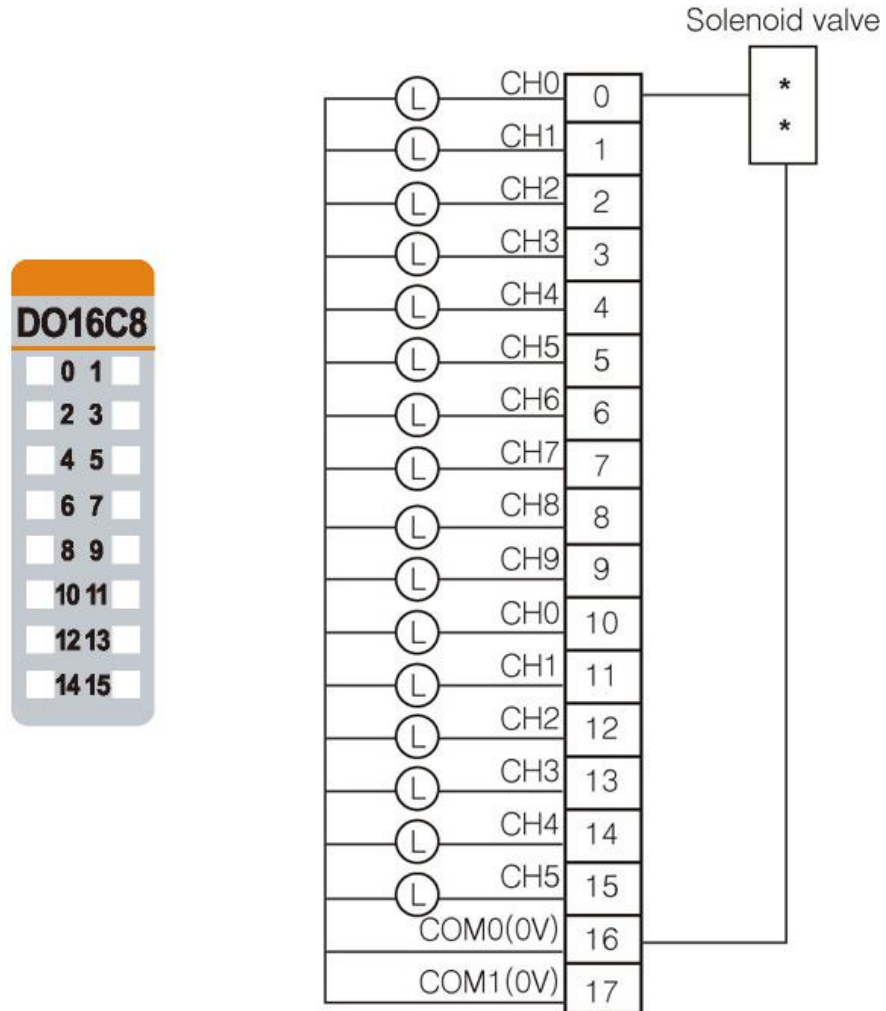 Solenoid valve
*
*
DO16C8
0 1
2 3
4 5
6 7
8 9
10 11
12 13
14 15
L CH0 0
L CH1 1
L CH2 2
L CH3 3
L CH4 4
L CH5 5
L CH6 6
L CH7 7
L CH8 8
L CH9 9
L CH0 10
L CH1 11
L CH2 12
L CH3 13
L CH4 14
L CH5 15
COM0(0V) 16
COM1(0V) 17